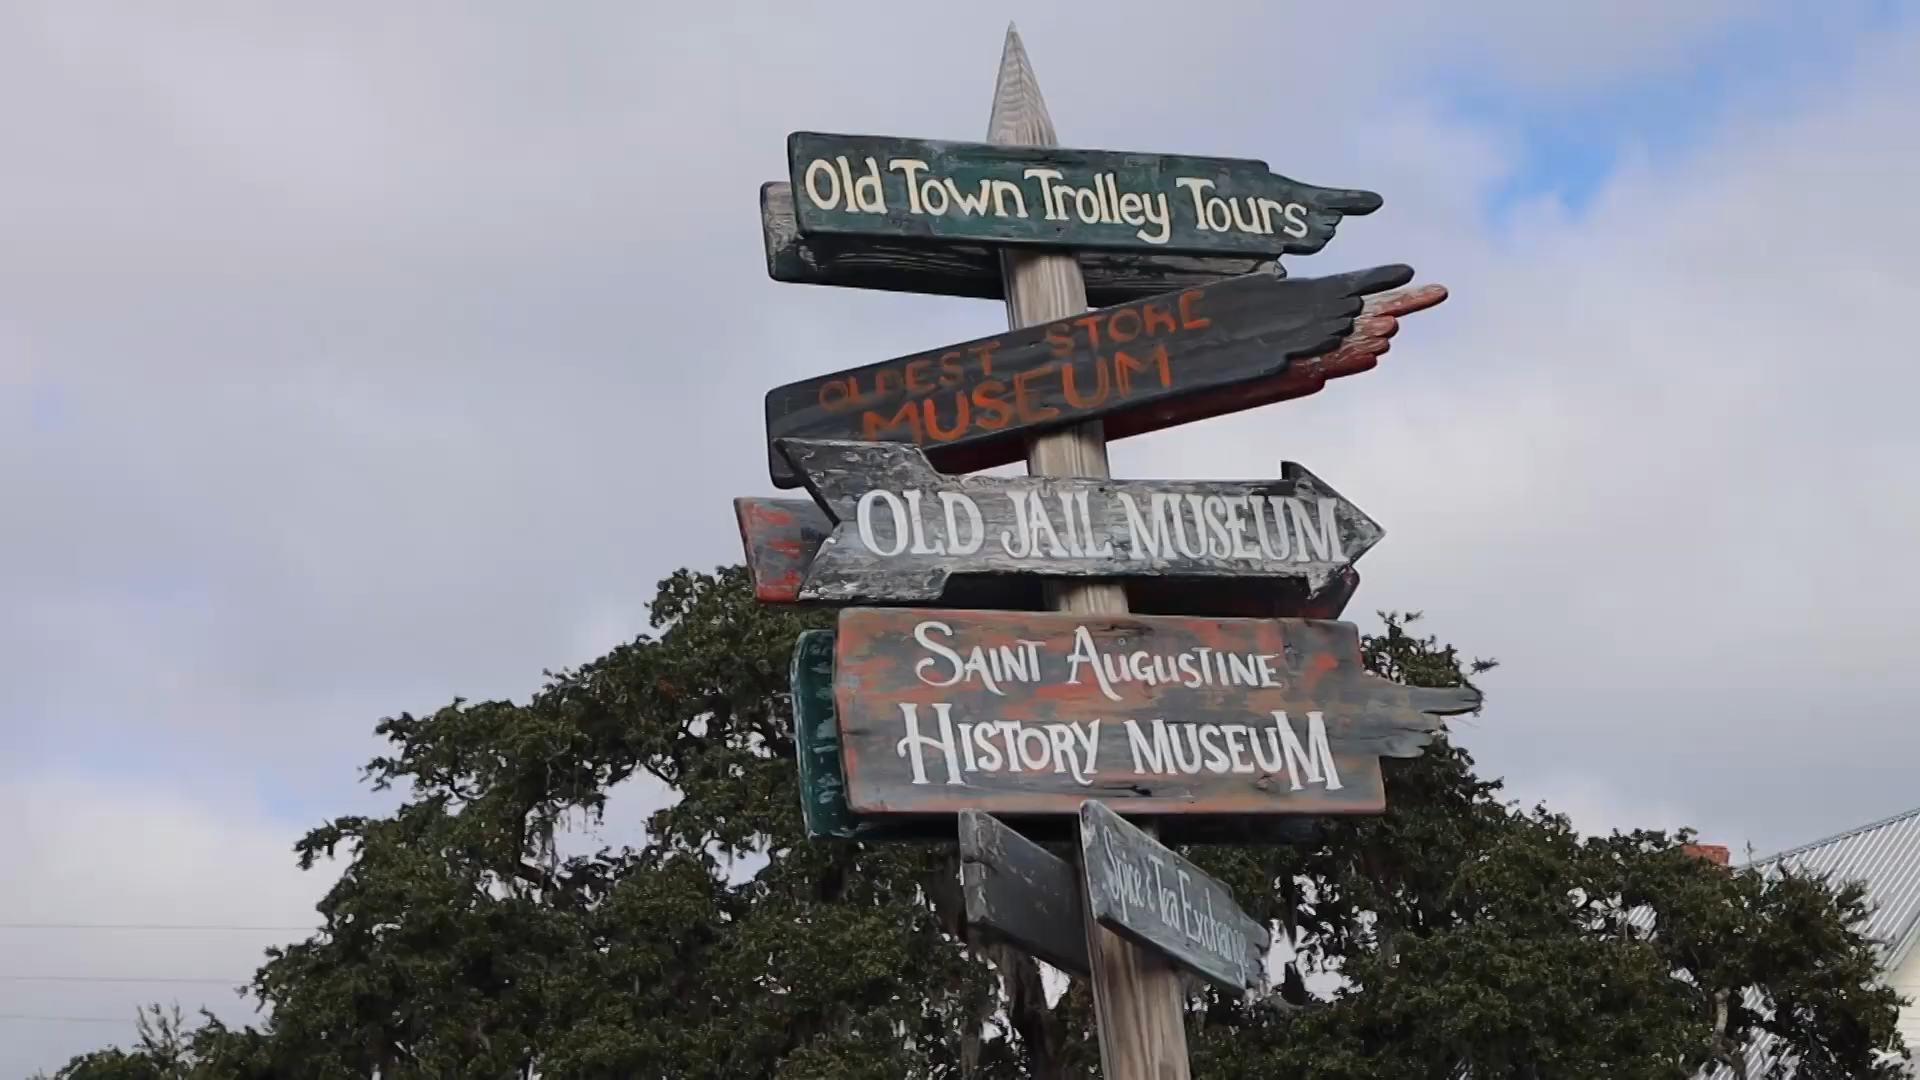 Old Town Trolley Tours
OLDEST STORE
MUSEUM
OLD JAIL MUSEUM
SAINT AUGUSTINE
HISTORY MUSEUM
Spice & Tea Exchange